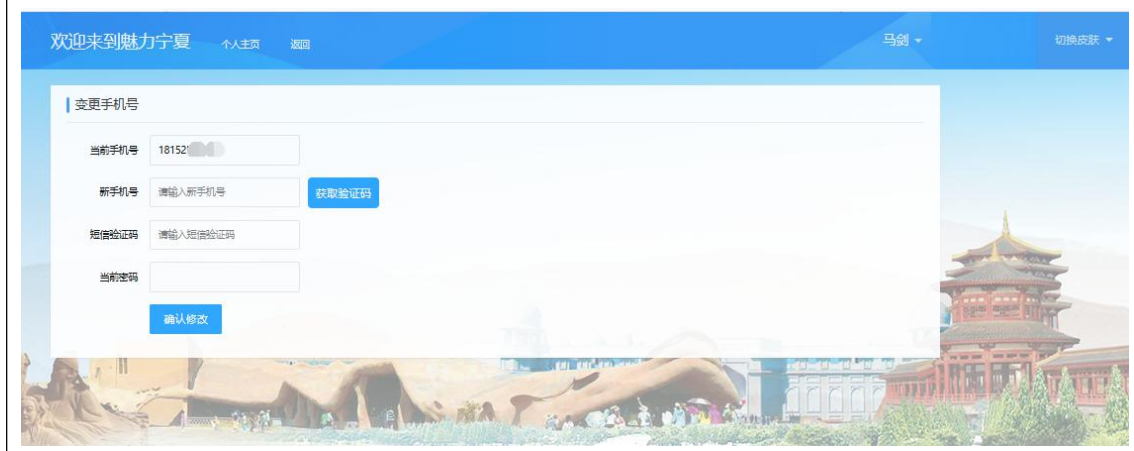 欢迎来到魅力宁夏 个人主页 返回 马剑 切换皮肤
变更手机号
当前手机号 18152
新手机号 请输入新手机号 获取验证码
短信验证码 请输入短信验证码
当前密码
确认修改